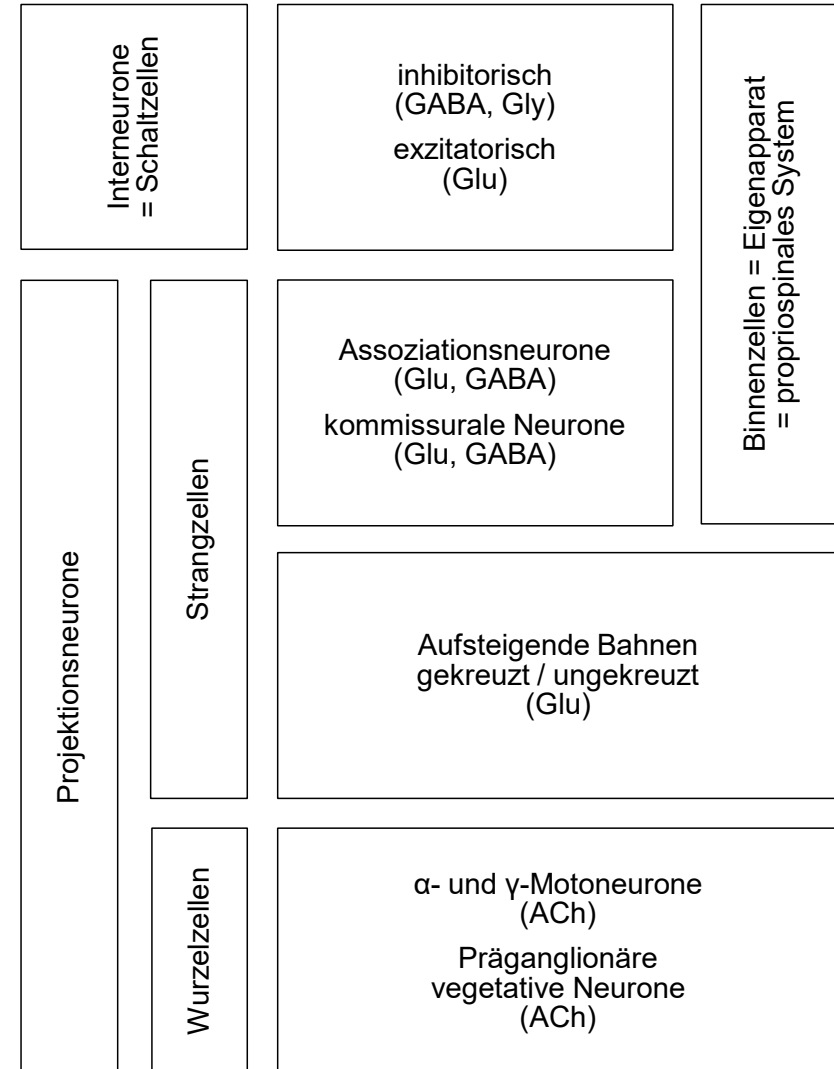 Interneurone
= Schaltzellen
inhibitorisch
(GABA, Gly)
exzitatorisch
(Glu)
Binnenzellen = Eigenapparat
= propriospinales System
Projektionsneurone
Strangzellen
Assoziationsneurone
(Glu, GABA)
kommissurale Neurone
(Glu, GABA)
Aufsteigende Bahnen
gekreuzt / ungekreuzt
(Glu)
Wurzelzellen
α- und γ-Motoneurone
(ACh)
Präganglionäre
vegetative Neurone
(ACh)